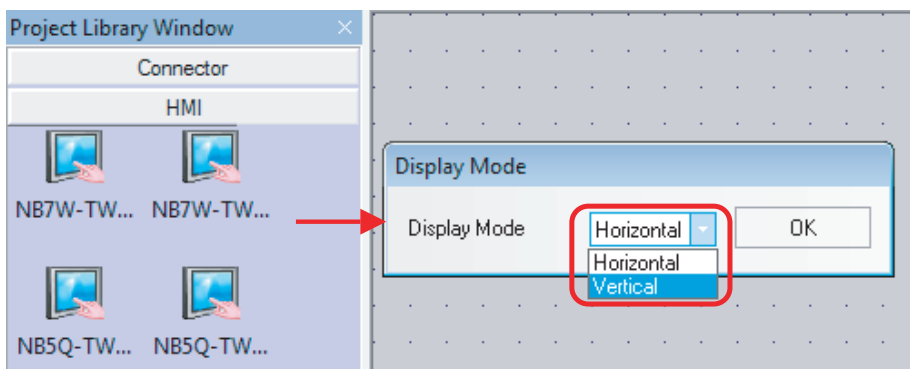 Project Library Window
Connector
HMI
NB7W-TW... NB7W-TW...
NB5Q-TW... NB5Q-TW...
Display Mode
Display Mode Horizontal OK
Horizontal
Vertical